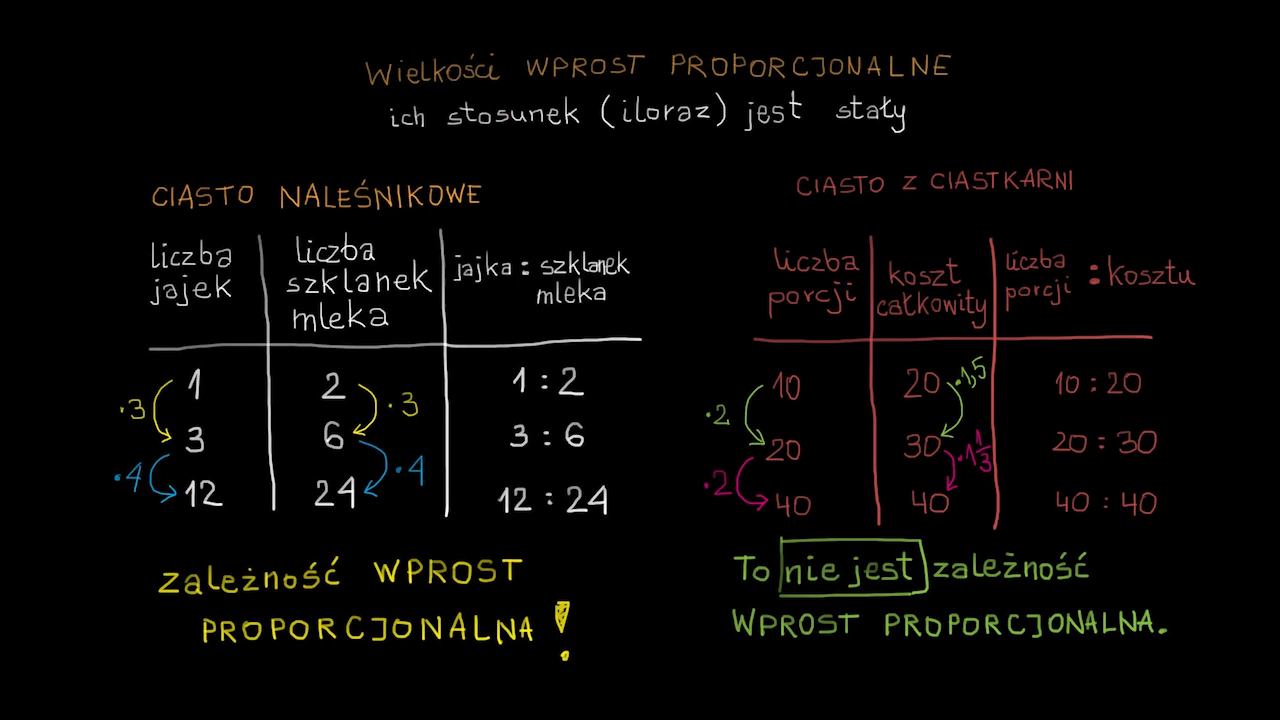 Wielkości WPROST PROPORCJONALNE
ich stosunek (iloraz) jest stały
CIASTO NALEŚNIKOWE
liczba
jajek
liczba
szklanek
mleka
jajka : szklanek
mleka
1 2 1 : 2
·3 ·3
3 6 3 : 6
·4 ·4
12 24 12 : 24
zależność WPROST
PROPORCJONALNA!
CIASTO Z CIASTKARNI
liczba
porcji
koszt
całkowity
liczba
porcji : kosztu
10 20 ·1,5 10 : 20
·2
20 30 ·1 1/3 20 : 30
·2
40 40 40 : 40
To nie jest zależność
WPROST PROPORCJONALNA.